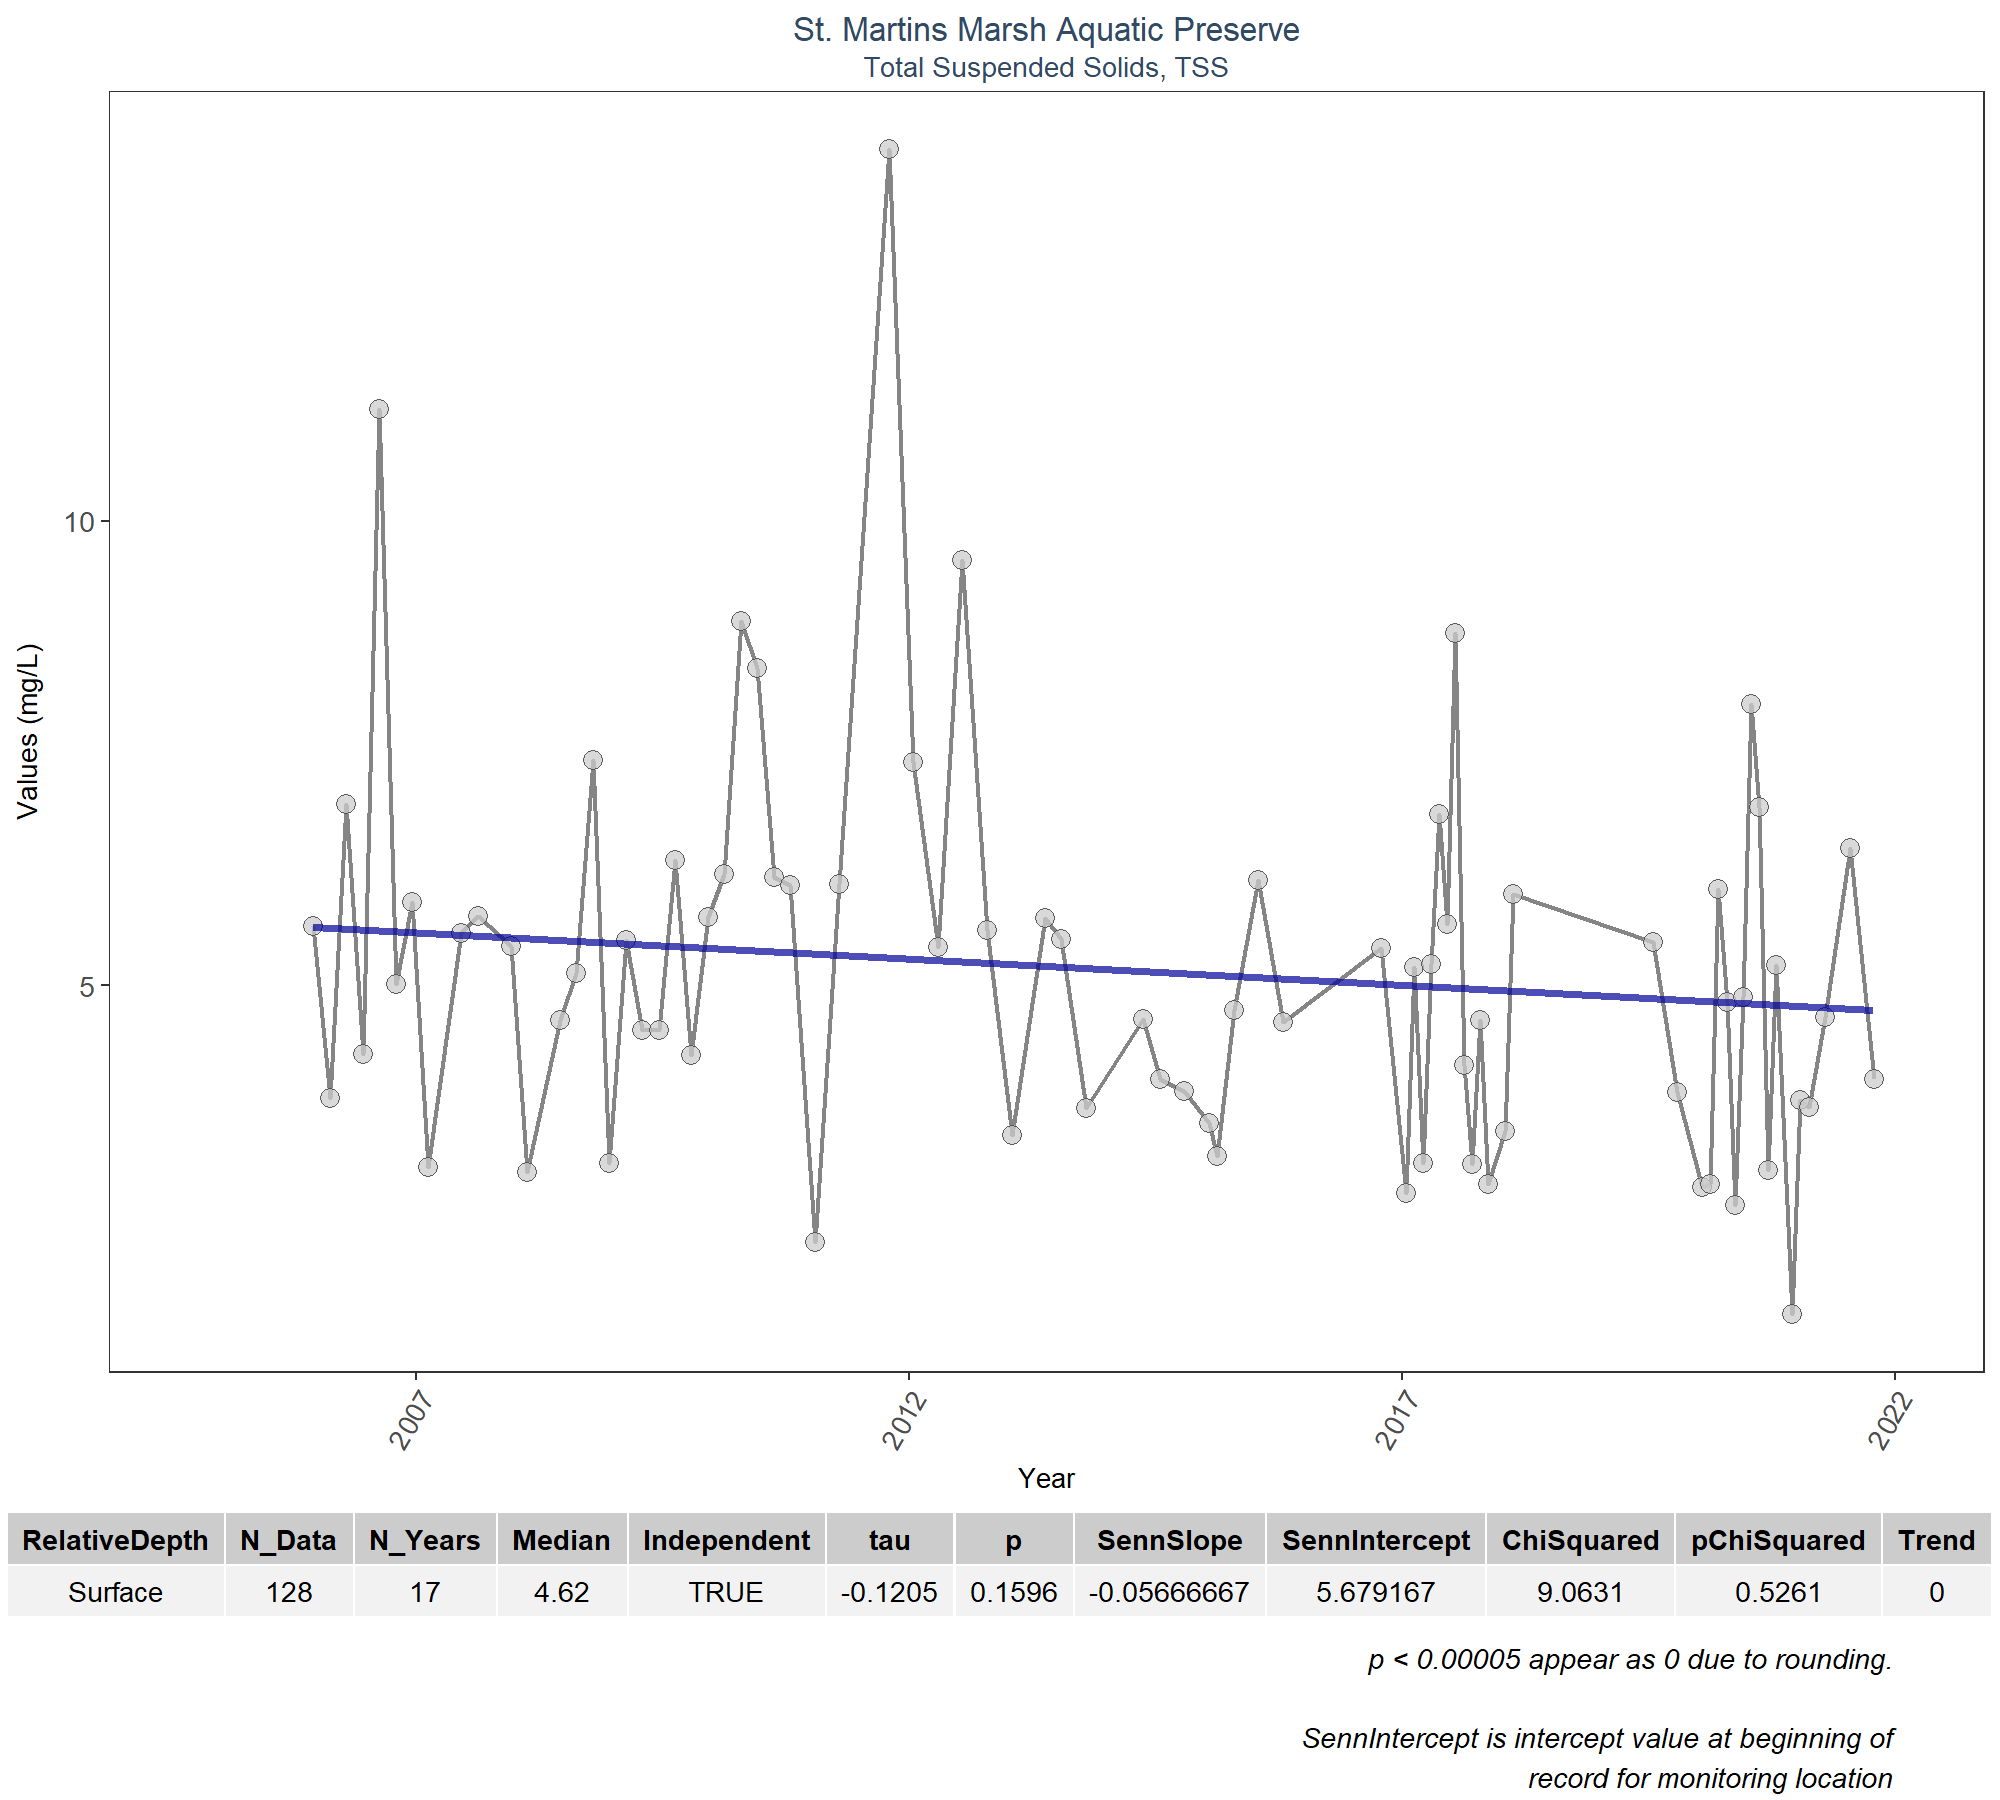 St. Martins Marsh Aquatic Preserve
Total Suspended Solids, TSS
10
5
Values (mg/L)
2007
2012
2017
2022
Year
RelativeDepth N_Data N_Years Median Independent tau p SennSlope SennIntercept ChiSquared pChiSquared Trend
Surface 128 17 4.62 TRUE -0.1205 0.1596 -0.05666667 5.679167 9.0631 0.5261 0
p < 0.00005 appear as 0 due to rounding.
SennIntercept is intercept value at beginning of
record for monitoring location